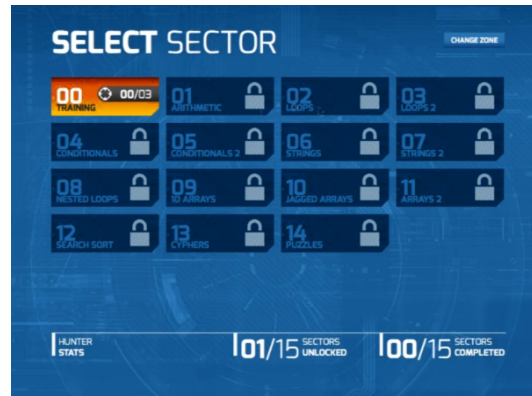 SELECT SECTOR
CHANGE ZONE
00 00/03
TRAINING
01
ARITHMETIC
02
LOOPS
03
LOOPS 2
04
CONDITIONALS
05
CONDITIONALS 2
06
STRINGS
07
STRINGS 2
08
NESTED LOOPS
09
1D ARRAYS
10
JAGGED ARRAYS
11
ARRAYS 2
12
SEARCH SORT
13
CYPHERS
14
PUZZLES
HUNTER
STATS
01/15 SECTORS
UNLOCKED
00/15 SECTORS
COMPLETED